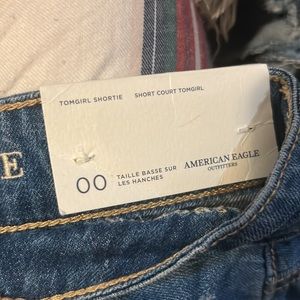 TOMGIRL SHORTIE SHORT COURT TOMGIRL
E
00 TAILLE BASSE SUR
LES HANCHES
AMERICAN EAGLE
OUTFITTERS